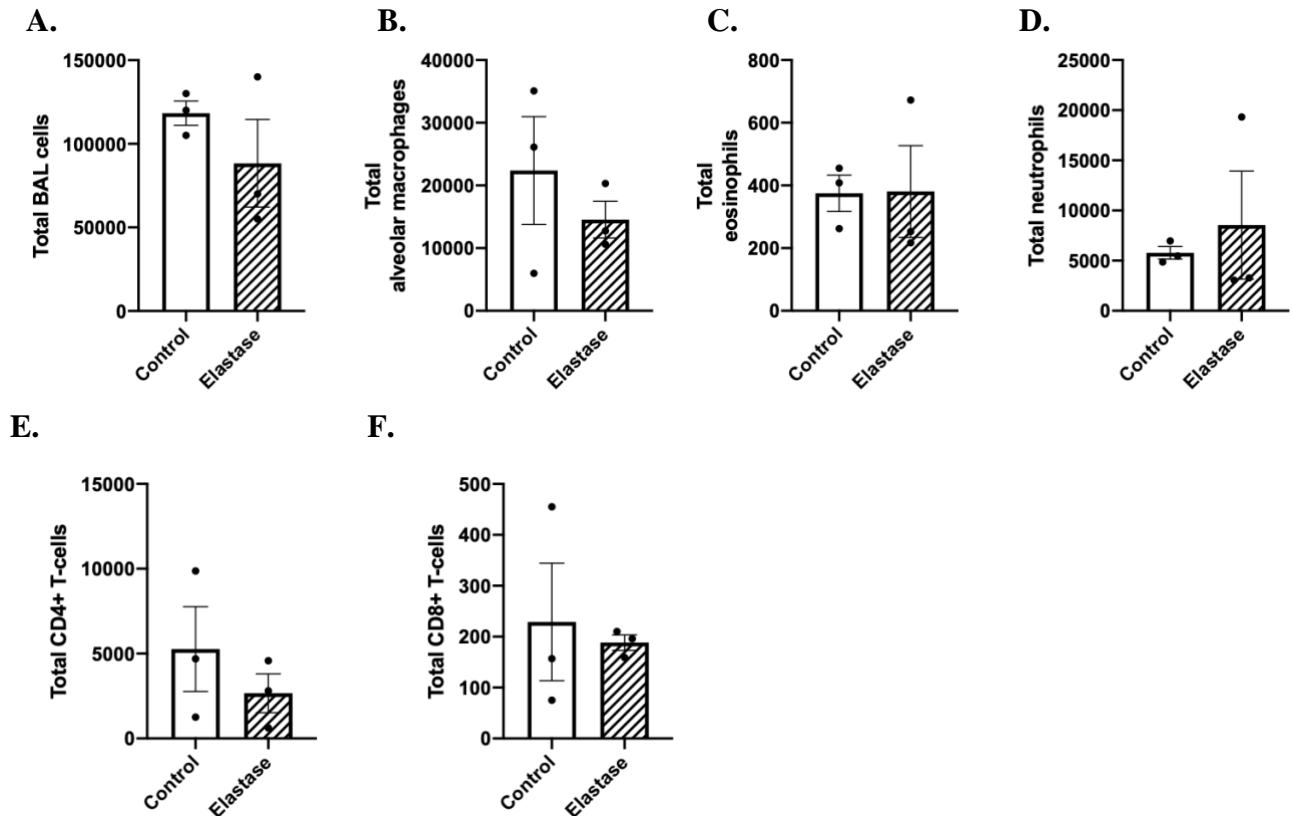 A.
B.
C.
D.
150000
100000
50000
0
Total BAL cells
Control
Elastase
40000
30000
20000
10000
0
Total
alveolar macrophages
Control
Elastase
800
600
400
200
0
Total
eosinophils
Control
Elastase
25000
20000
15000
10000
5000
0
Total neutrophils
Control
Elastase
E.
F.
15000
10000
5000
0
Total CD4+ T-cells
Control
Elastase
500
400
300
200
100
0
Total CD8+ T-cells
Control
Elastase